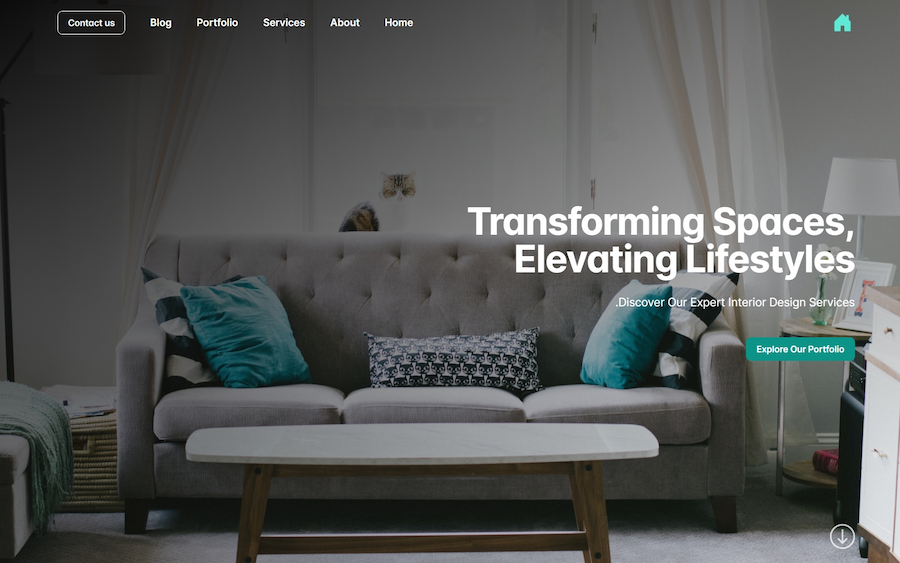 Contact us
Blog
Portfolio
Services
About
Home
Transforming Spaces,
Elevating Lifestyles
.Discover Our Expert Interior Design Services
Explore Our Portfolio